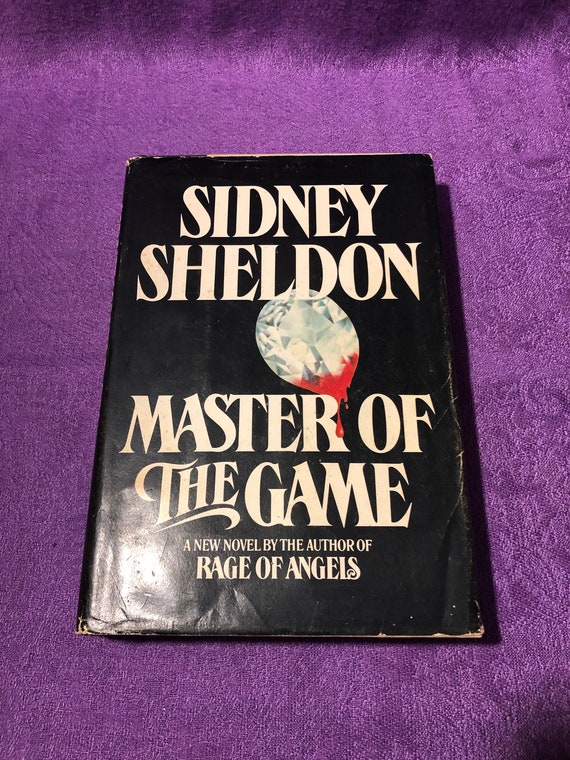 SIDNEY
SHELDON
MASTER OF
THE GAME
A NEW NOVEL BY THE AUTHOR OF
RAGE OF ANGELS